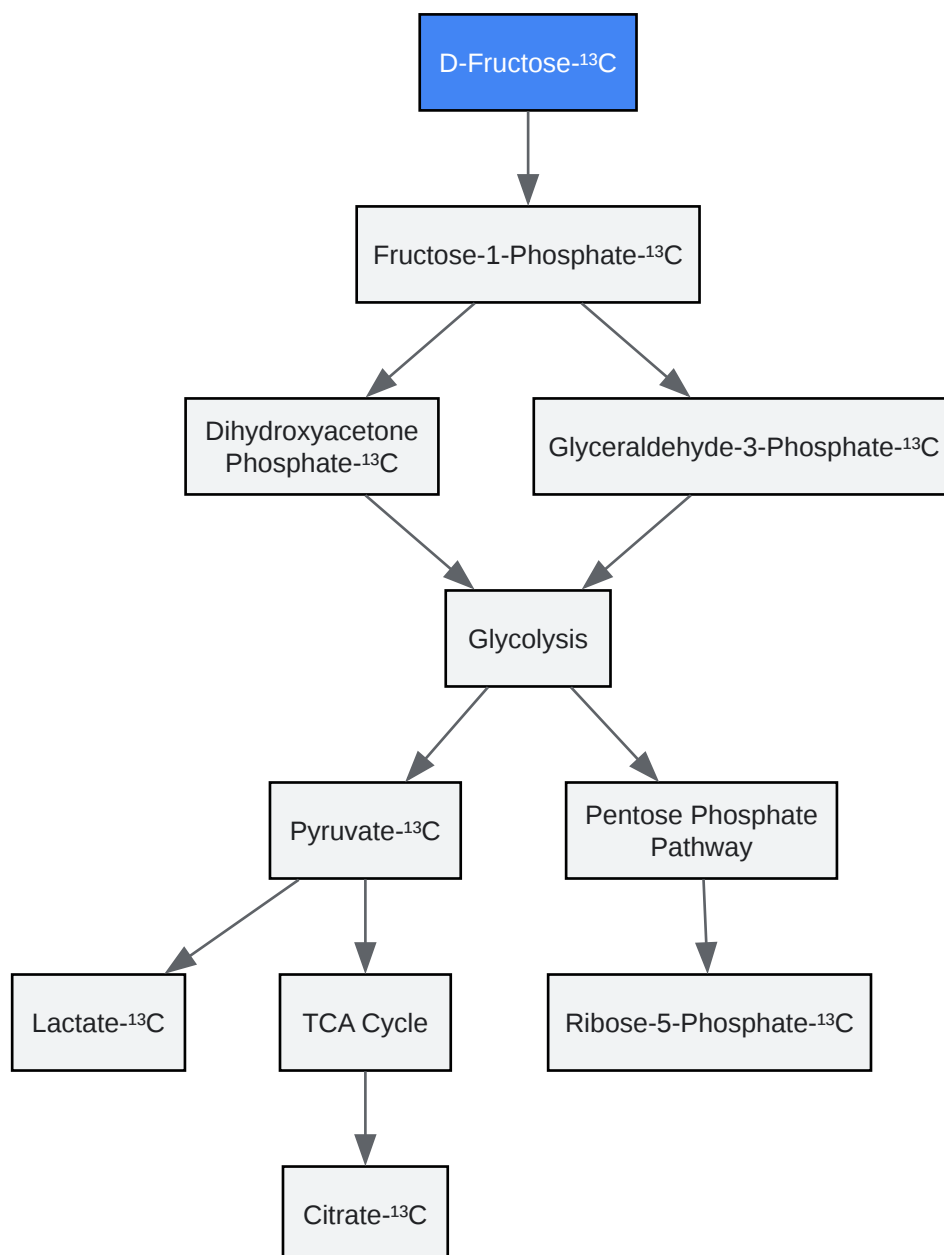 D-Fructose-¹³C
Fructose-1-Phosphate-¹³C
Dihydroxyacetone
Phosphate-¹³C
Glyceraldehyde-3-Phosphate-¹³C
Glycolysis
Pyruvate-¹³C
Pentose Phosphate
Pathway
Lactate-¹³C
TCA Cycle
Ribose-5-Phosphate-¹³C
Citrate-¹³C